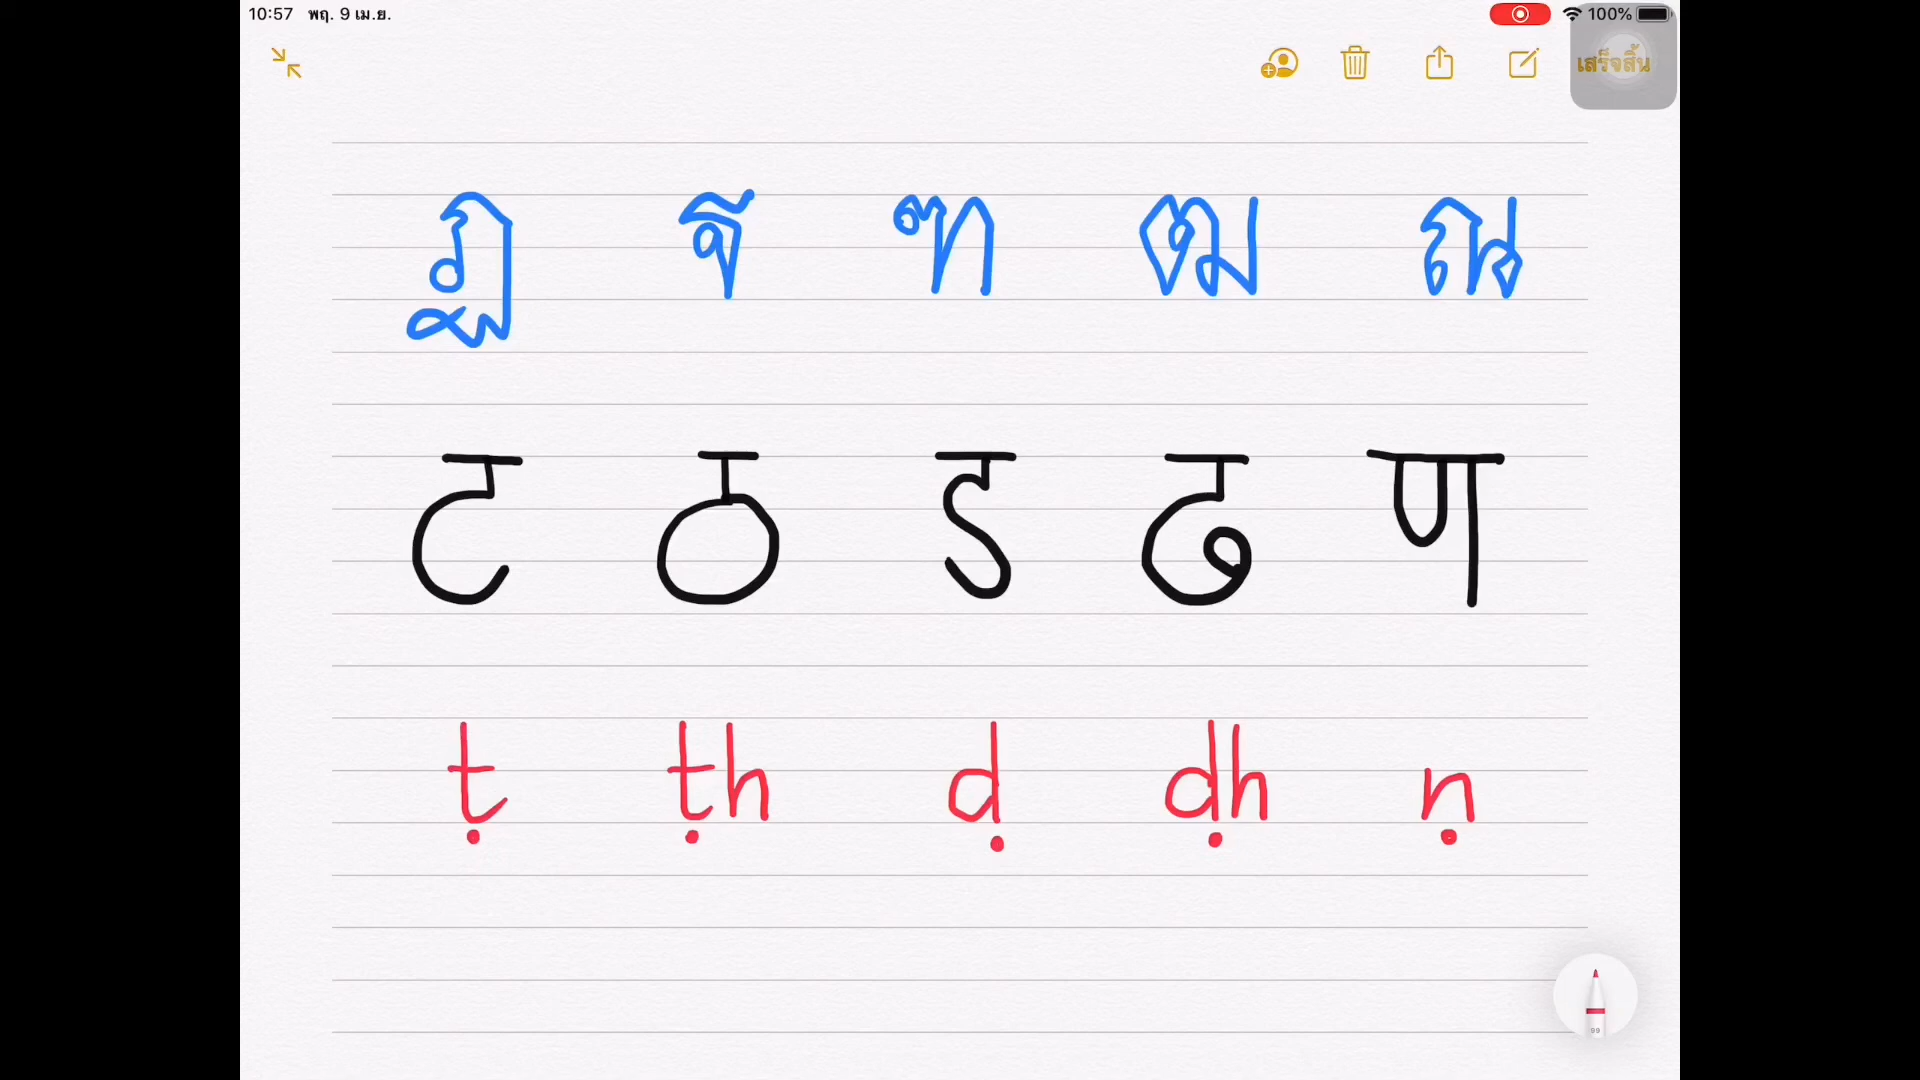 10:57 พฤ. 9 เม.ย. 100%
เสร็จสิ้น
ฏ ฐ ฑ ฒ ณ
ट ठ ड ढ ण
ṭ ṭh ḍ ḍh ṇ
99